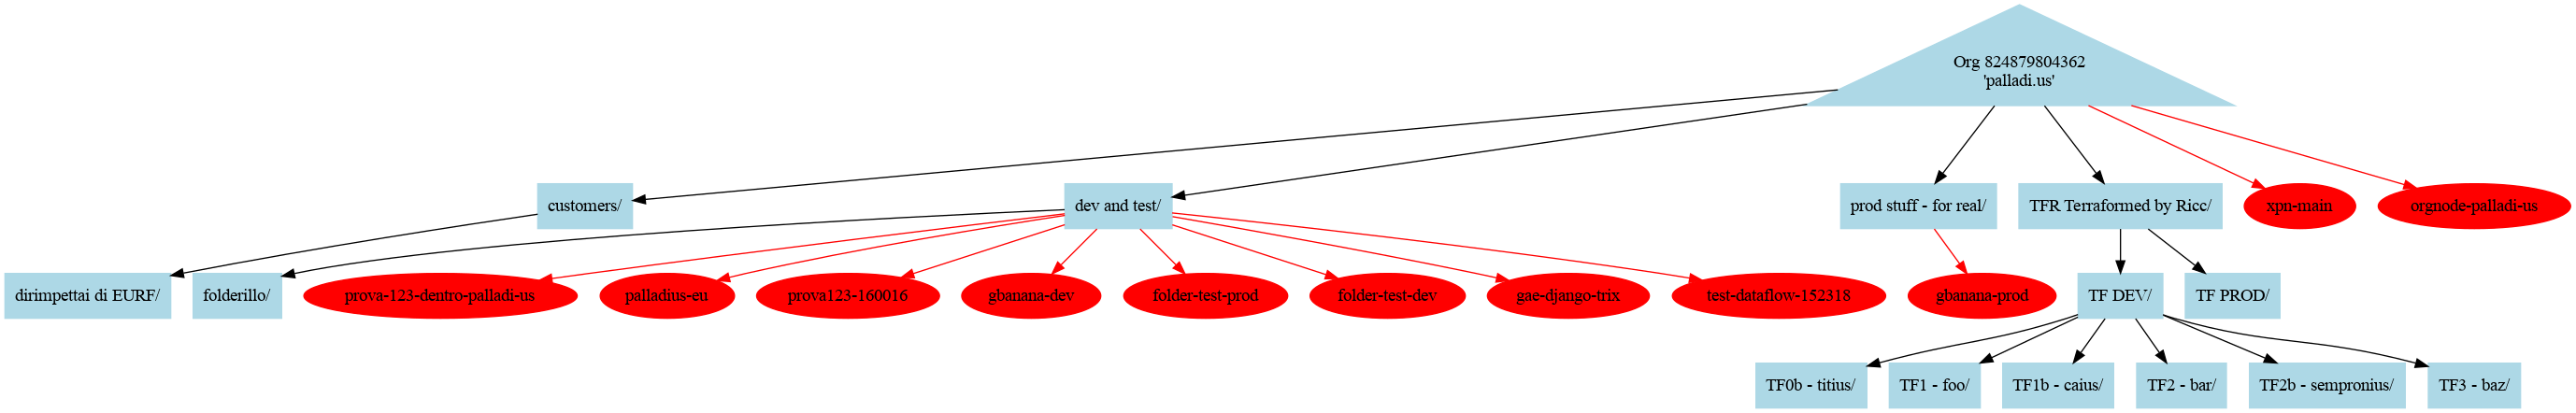 Org 824879804362
'palladi.us'
customers/
dev and test/
prod stuff - for real/
TFR Terraformed by Ricc/
xpn-main
orgnode-palladi-us
dirimpettai di EURF/
folderillo/
prova-123-dentro-palladi-us
palladius-eu
prova123-160016
gbanana-dev
folder-test-prod
folder-test-dev
gae-django-trix
test-dataflow-152318
gbanana-prod
TF DEV/
TF PROD/
TF0b - titius/
TF1 - foo/
TF1b - caius/
TF2 - bar/
TF2b - sempronius/
TF3 - baz/